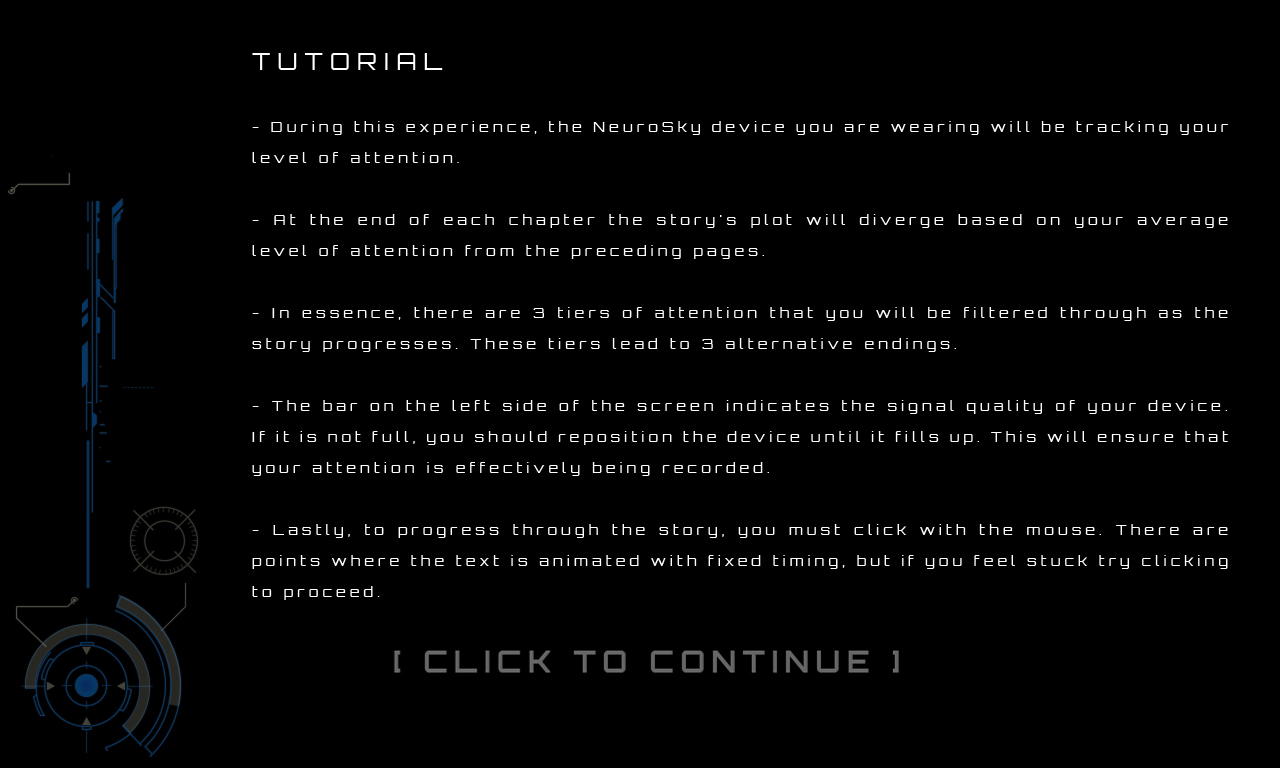 TUTORIAL
- During this experience, the NeuroSky device you are wearing will be tracking your
level of attention.
- At the end of each chapter the story's plot will diverge based on your average
level of attention from the preceding pages.
- In essence, there are 3 tiers of attention that you will be filtered through as the
story progresses. These tiers lead to 3 alternative endings.
- The bar on the left side of the screen indicates the signal quality of your device.
If it is not full, you should reposition the device until it fills up. This will ensure that
your attention is effectively being recorded.
- Lastly, to progress through the story, you must click with the mouse. There are
points where the text is animated with fixed timing, but if you feel stuck try clicking
to proceed.
[ CLICK TO CONTINUE ]